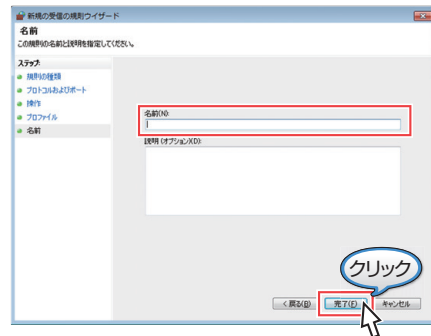 新規の受信の規則ウイザード
名前
この規則の名前と説明を指定してください。
ステップ:
規則の種類
プロトコルおよびポート
操作
プロファイル
名前
名前(N):
説明 (オプション)(D):
クリック
< 戻る(B)
完了(F)
キャンセル